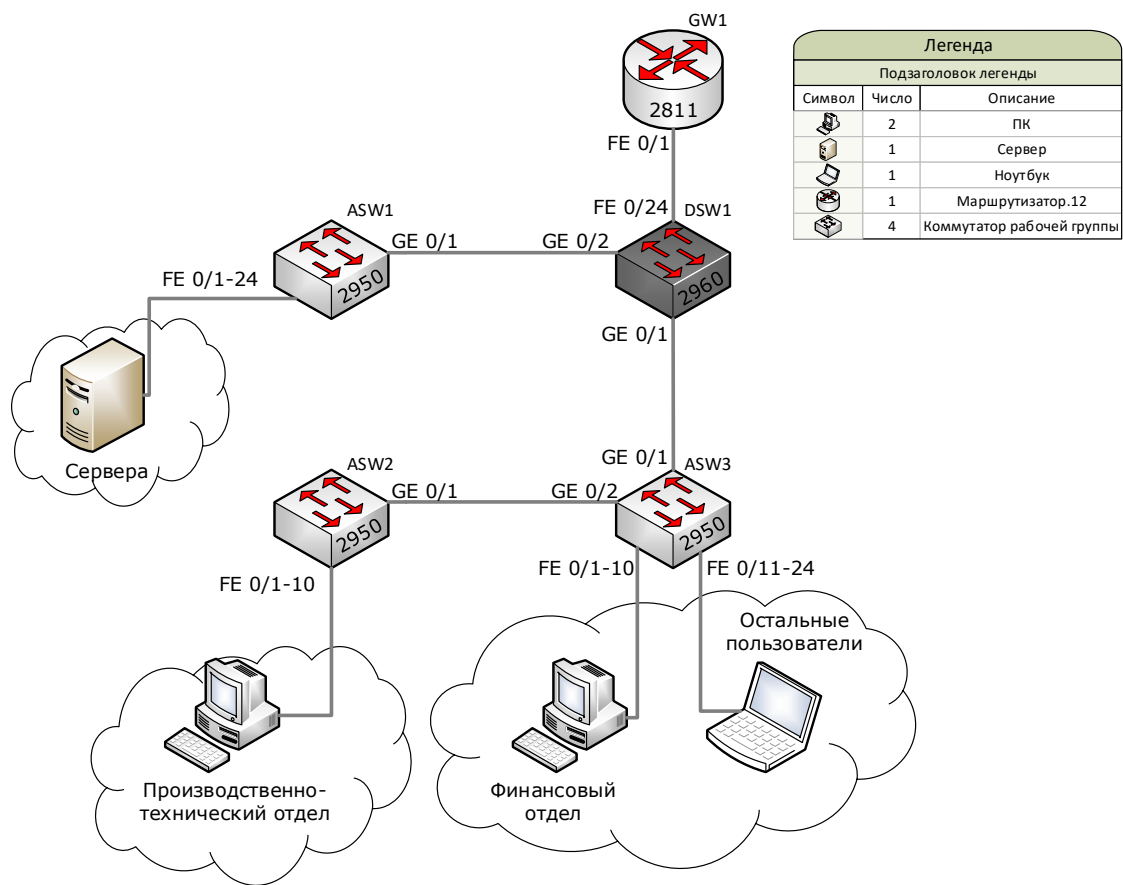 GW1
2811
FE 0/1
Легенда
Подзаголовок легенды
Символ Число Описание
2 ПК
1 Сервер
1 Ноутбук
1 Маршрутизатор.12
4 Коммутатор рабочей группы
ASW1
FE 0/24
DSW1
GE 0/1
GE 0/2
FE 0/1-24
2950
2960
GE 0/1
Сервера
ASW2
GE 0/1
ASW3
GE 0/1
GE 0/2
2950
2950
FE 0/1-10
FE 0/1-10
FE 0/11-24
Остальные
пользователи
Производственно-
технический отдел
Финансовый
отдел